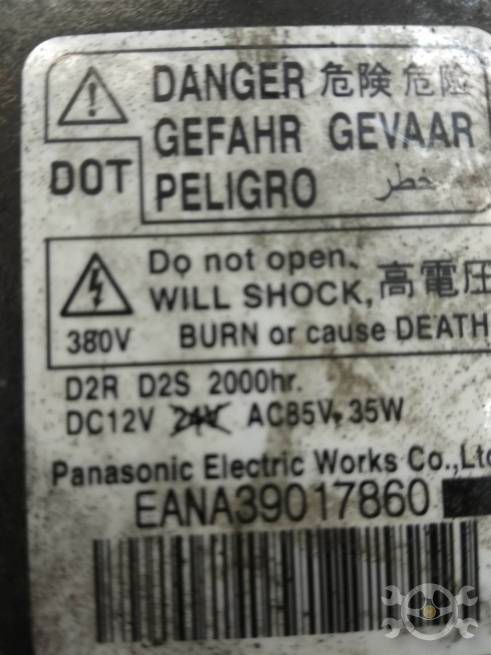 DANGER 危険 危险
GEFAHR GEVAAR
DOT PELIGRO خطر
Do not open.
WILL SHOCK, 高電圧
380V BURN or cause DEATH
D2R D2S 2000hr.
DC12V 24V AC85V, 35W
Panasonic Electric Works Co.,Ltd
EANA39017860